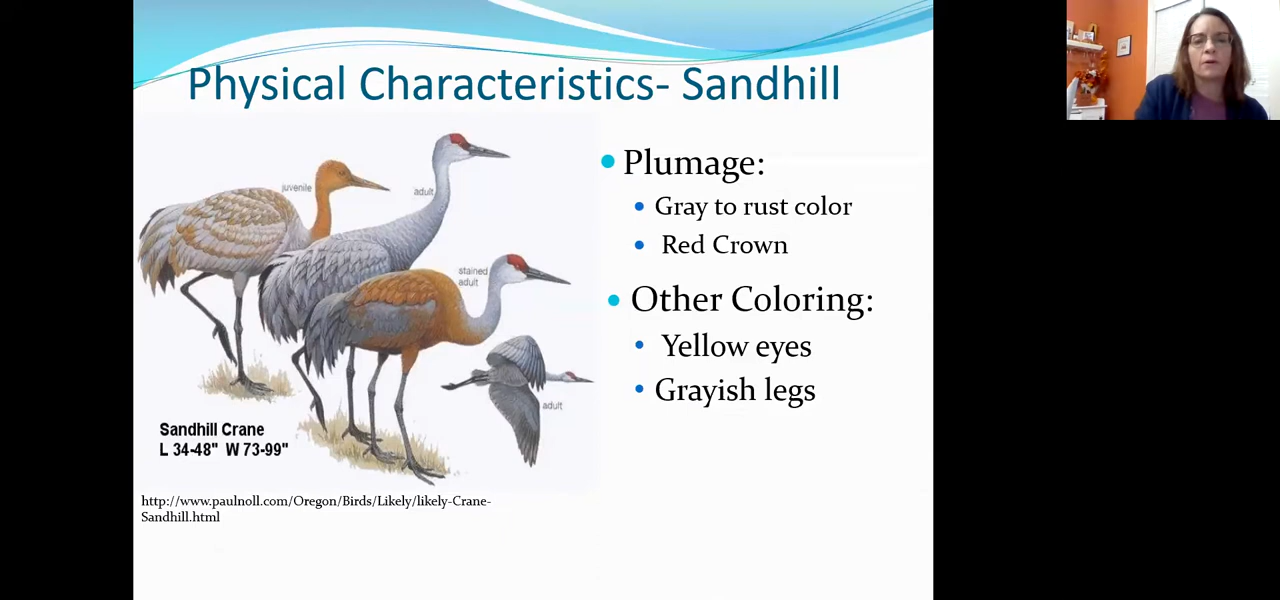 Physical Characteristics- Sandhill
juvenile
adult
stained
adult
adult
Sandhill Crane
L 34-48" W 73-99"
http://www.paulnoll.com/Oregon/Birds/Likely/likely-Crane-
Sandhill.html
Plumage:
Gray to rust color
Red Crown
Other Coloring:
Yellow eyes
Grayish legs